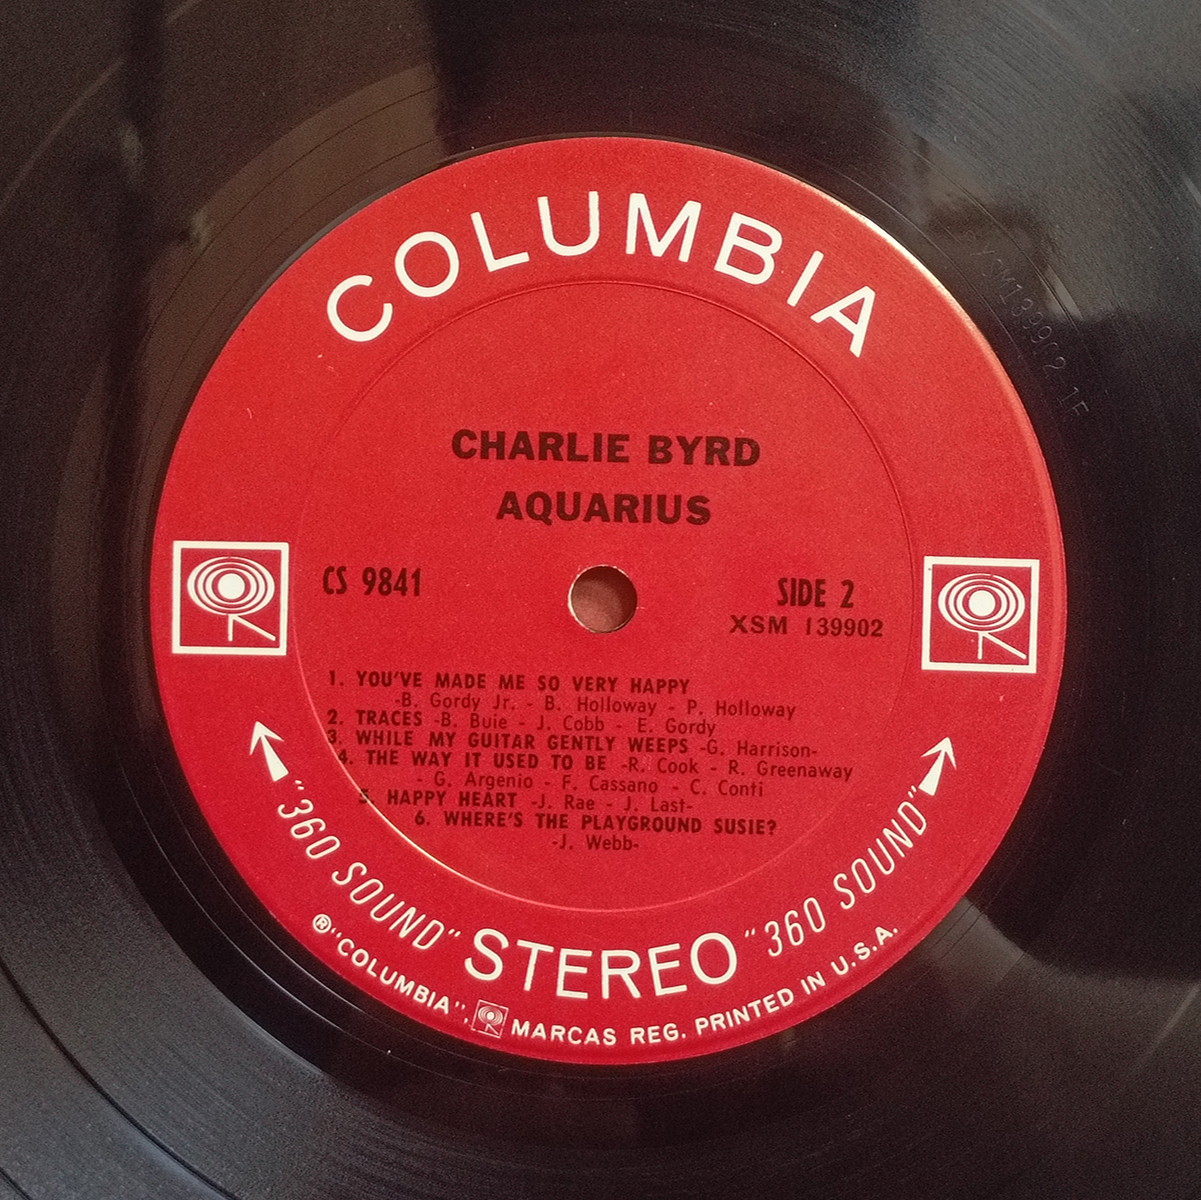 COLUMBIA
XSM139902-1F
CHARLIE BYRD
AQUARIUS
CS 9841
SIDE 2
XSM 139902
1. YOU'VE MADE ME SO VERY HAPPY
-B. Gordy Jr. - B. Holloway - P. Holloway
2. TRACES -B. Buie - J. Cobb - E. Gordy
3. WHILE MY GUITAR GENTLY WEEPS -G. Harrison-
4. THE WAY IT USED TO BE -R. Cook - R. Greenaway
- G. Argenio - F. Cassano - C. Conti
5. HAPPY HEART -J. Rae - J. Last-
6. WHERE'S THE PLAYGROUND SUSIE?
-J. Webb-
"360 SOUND" STEREO "360 SOUND"
®"COLUMBIA", MARCAS REG. PRINTED IN U.S.A.